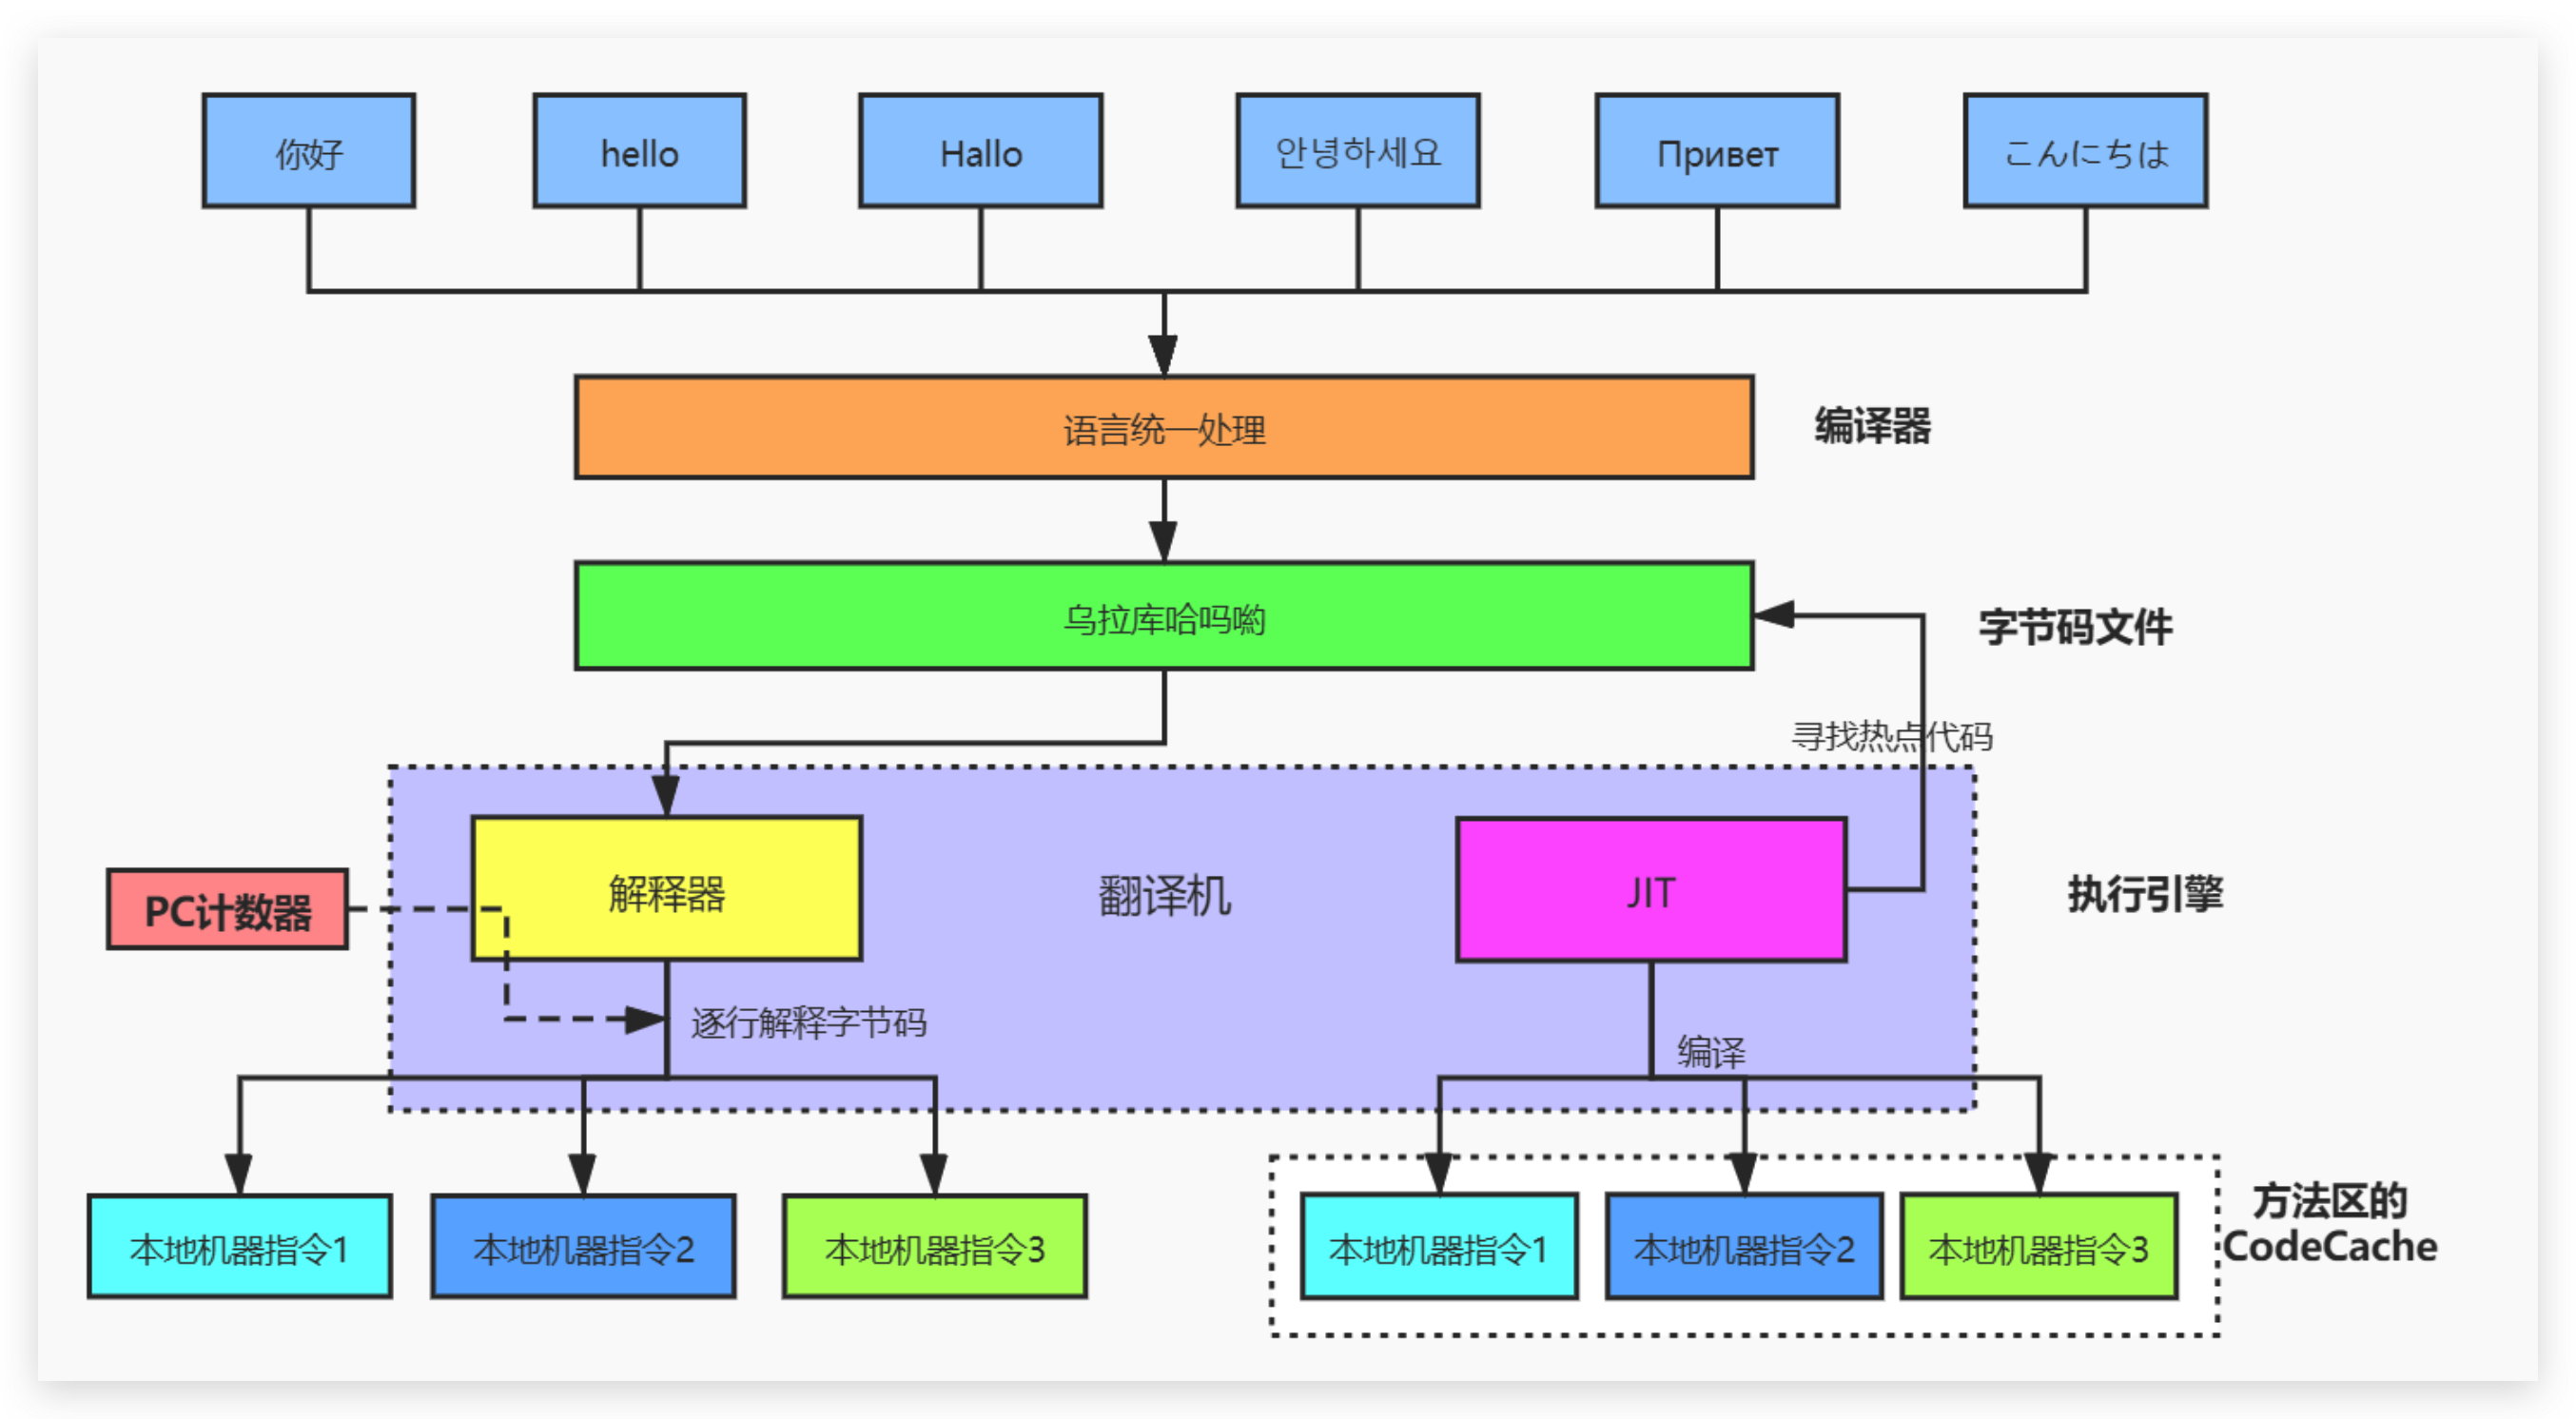 你好
hello
Hallo
안녕하세요
Привет
こんにちは
语言统一处理
编译器
乌拉库哈吗哟
字节码文件
寻找热点代码
PC计数器
解释器
翻译机
JIT
执行引擎
逐行解释字节码
编译
本地机器指令1
本地机器指令2
本地机器指令3
本地机器指令1
本地机器指令2
本地机器指令3
方法区的
CodeCache